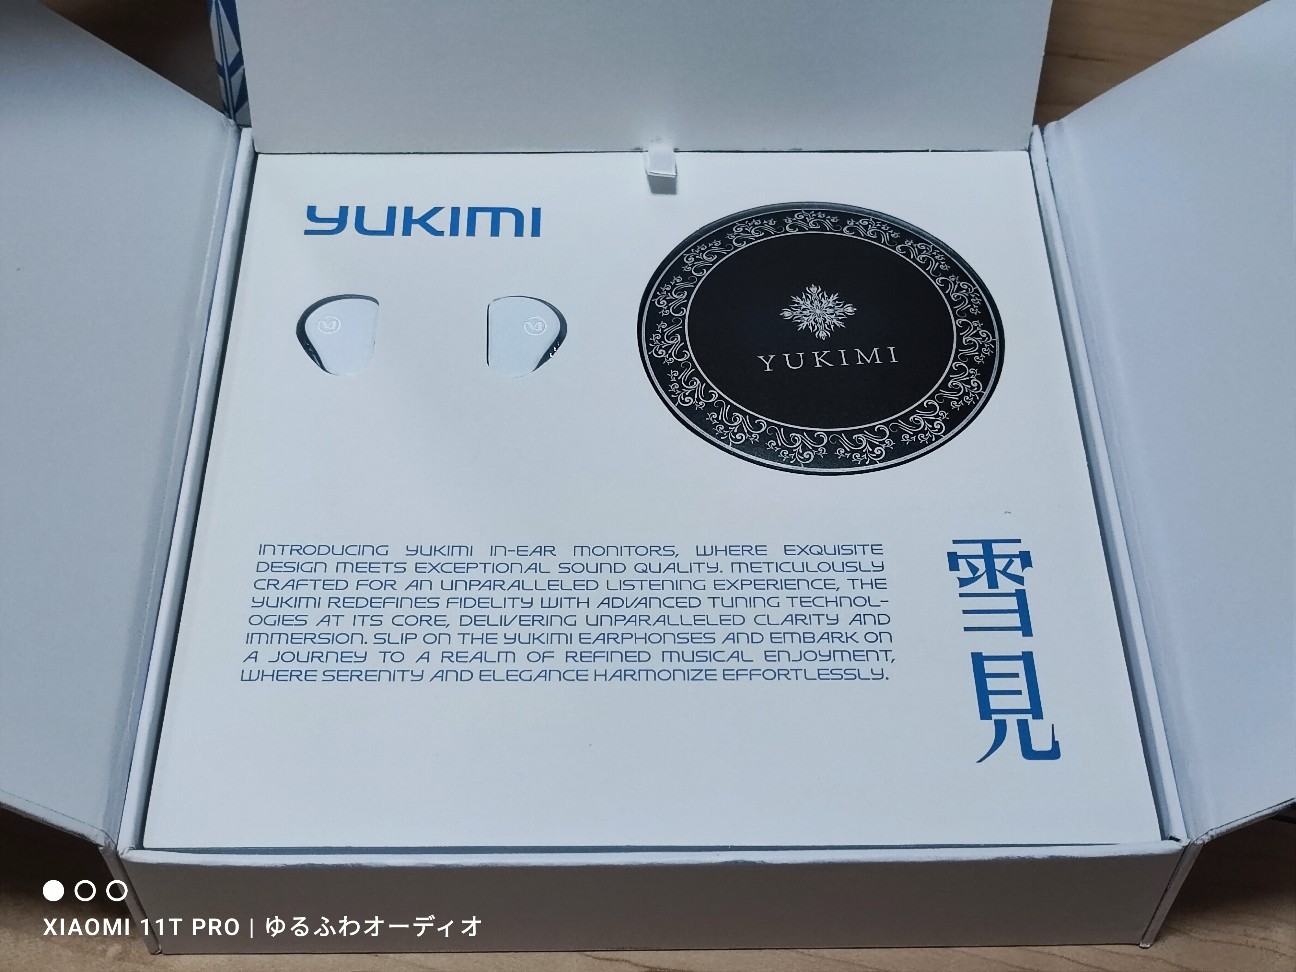 YUKIMI
YUKIMI
INTRODUCING YUKIMI IN-EAR MONITORS, WHERE EXQUISITE
DESIGN MEETS EXCEPTIONAL SOUND QUALITY. METICULOUSLY
CRAFTED FOR AN UNPARALLELED LISTENING EXPERIENCE, THE
YUKIMI REDEFINES FIDELITY WITH ADVANCED TUNING TECHNOL-
OGIES AT ITS CORE, DELIVERING UNPARALLELED CLARITY AND
IMMERSION. SLIP ON THE YUKIMI EARPHONSES AND EMBARK ON
A JOURNEY TO A REALM OF REFINED MUSICAL ENJOYMENT,
WHERE SERENITY AND ELEGANCE HARMONIZE EFFORTLESSLY.
雪見
XIAOMI 11T PRO | ゆるふわオーディオ